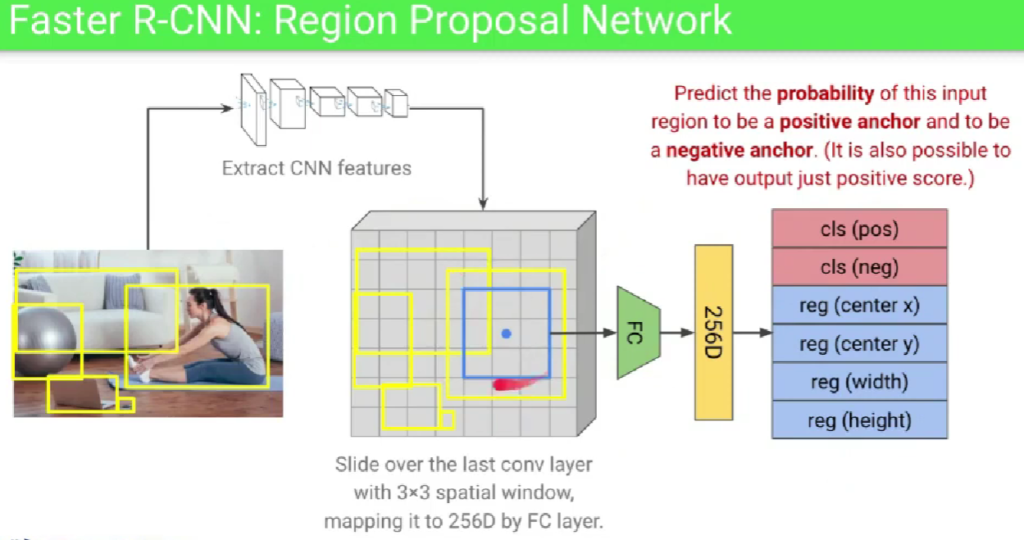 Faster R-CNN: Region Proposal Network
Extract CNN features
Predict the probability of this input
region to be a positive anchor and to be
a negative anchor. (It is also possible to
have output just positive score.)
cls (pos)
cls (neg)
reg (center x)
reg (center y)
reg (width)
reg (height)
FC
256D
Slide over the last conv layer
with 3×3 spatial window,
mapping it to 256D by FC layer.